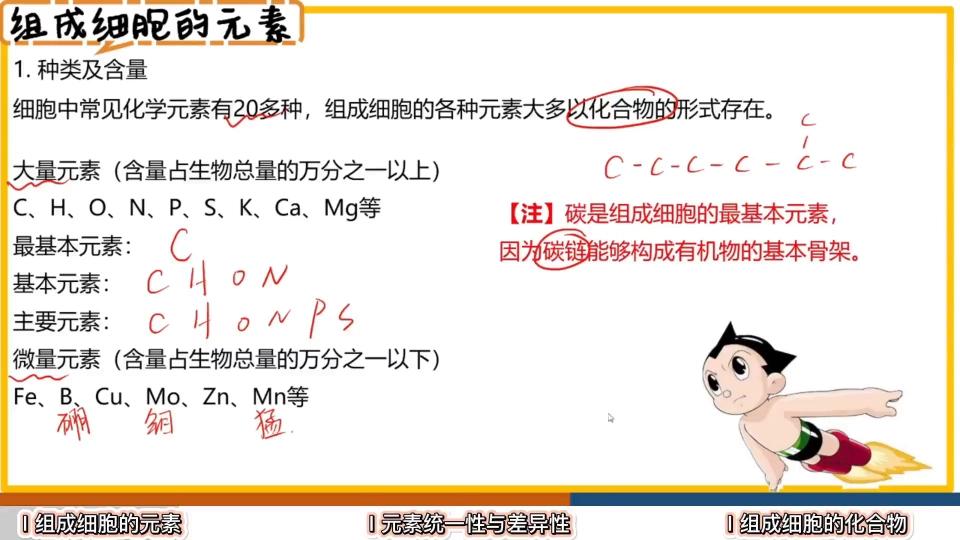 组成细胞的元素
1. 种类及含量
细胞中常见化学元素有20多种，组成细胞的各种元素大多以化合物的形式存在。
C
C - C - C - C - C - C
大量元素（含量占生物总量的万分之一以上）
C、H、O、N、P、S、K、Ca、Mg等
【注】碳是组成细胞的最基本元素，
因为碳链能够构成有机物的基本骨架。
最基本元素： C
基本元素： C H O N
主要元素： C H O N P S
微量元素（含量占生物总量的万分之一以下）
Fe、B、Cu、Mo、Zn、Mn等
硼
组成细胞的元素
元素统一性与差异性
组成细胞的化合物